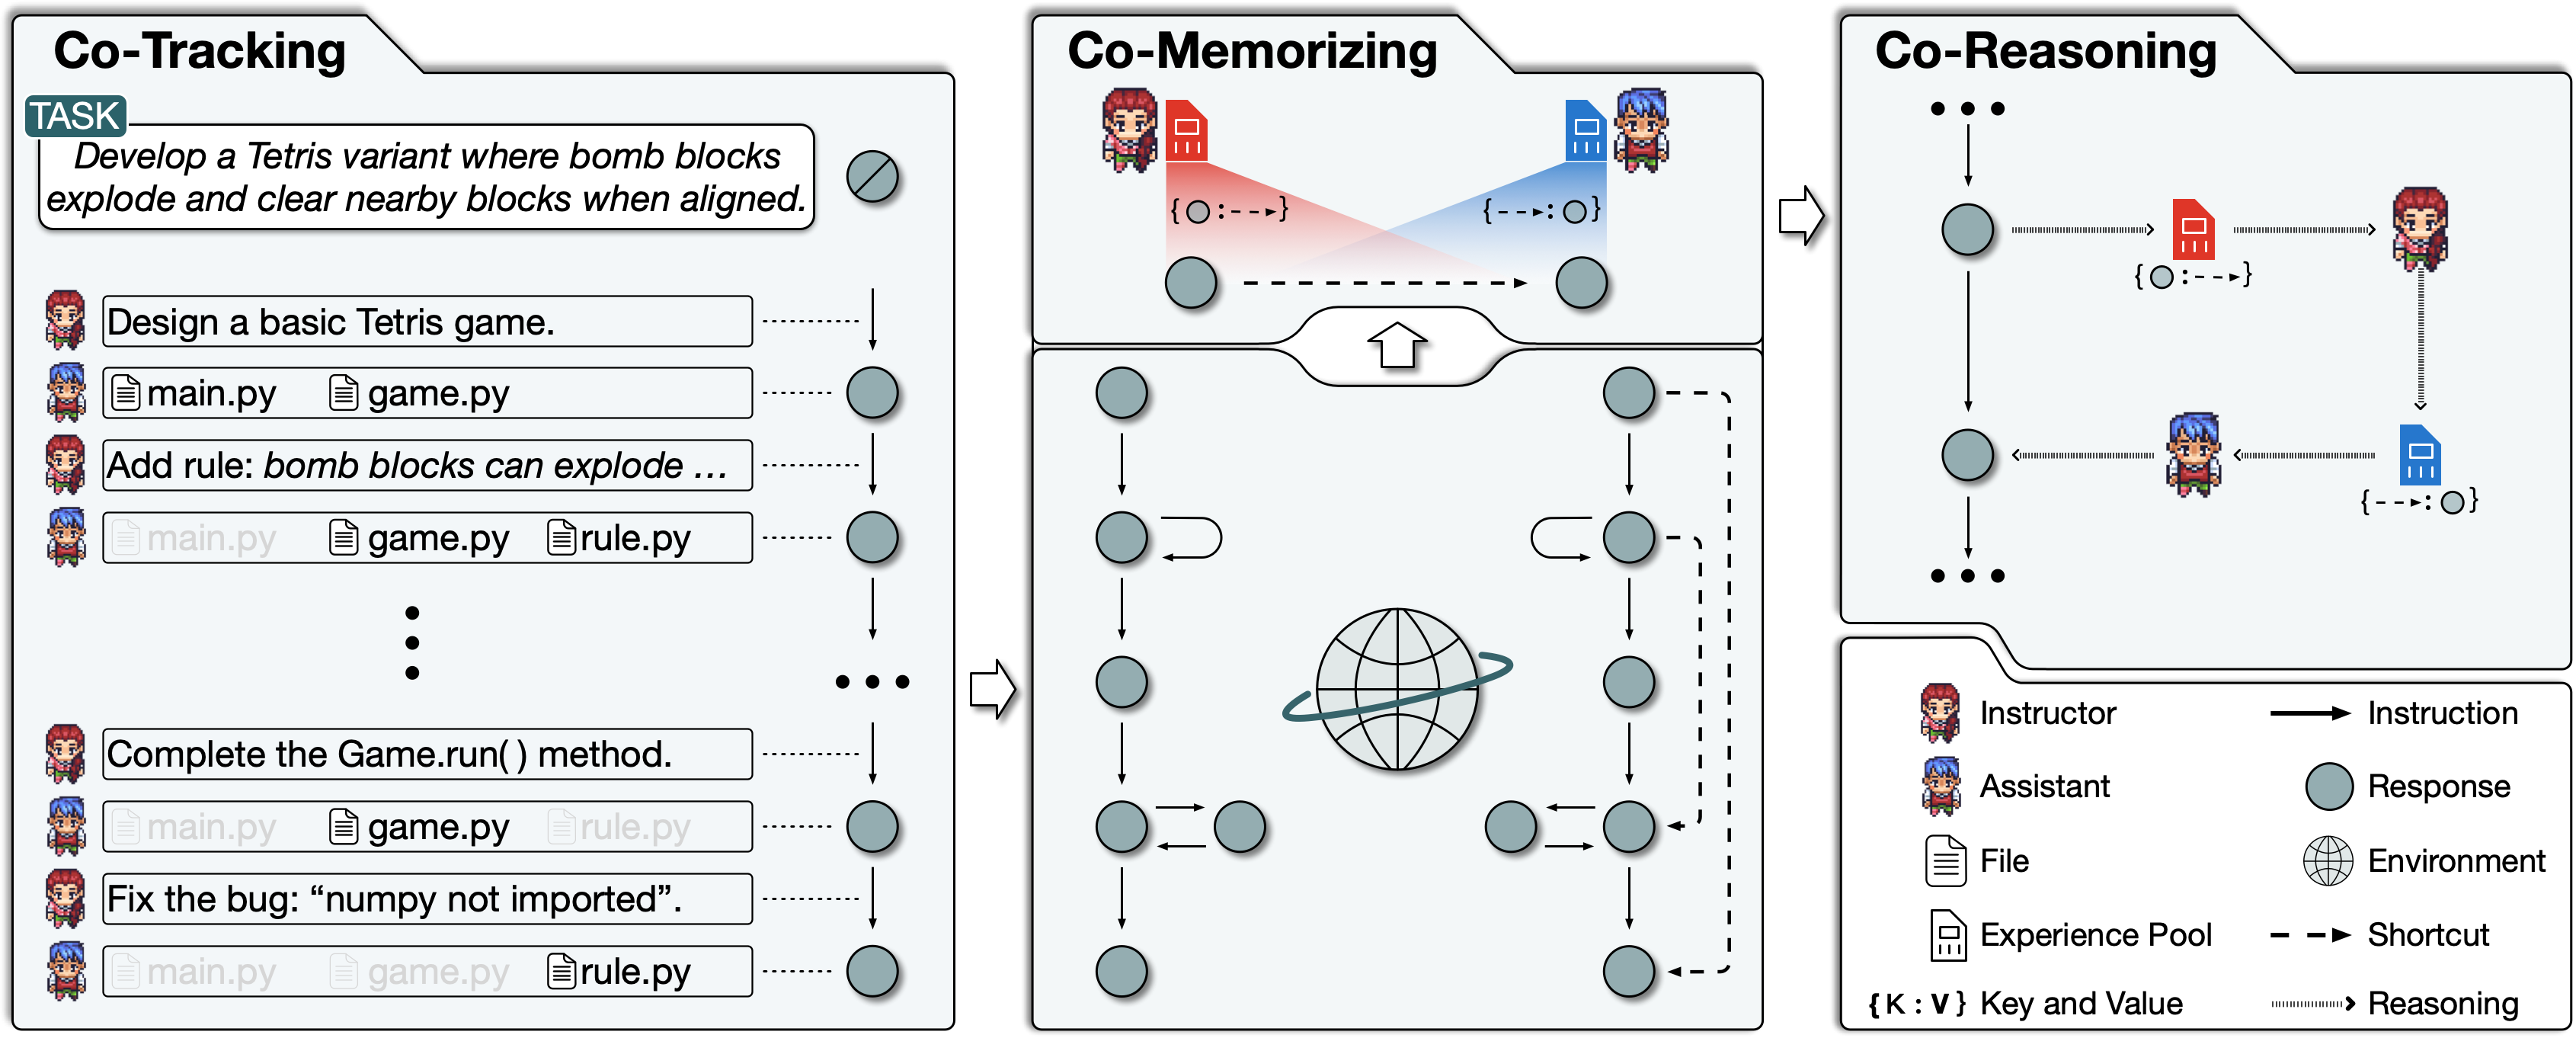 Co-Tracking
TASK
Develop a Tetris variant where bomb blocks
explode and clear nearby blocks when aligned.
Design a basic Tetris game.
main.py game.py
Add rule: bomb blocks can explode ...
main.py game.py rule.py
Complete the Game.run( ) method.
main.py game.py rule.py
Fix the bug: “numpy not imported”.
main.py game.py rule.py
Co-Memorizing
Co-Reasoning
Instructor
Instruction
Assistant
Response
File
Environment
Experience Pool
Shortcut
{K:V} Key and Value
Reasoning